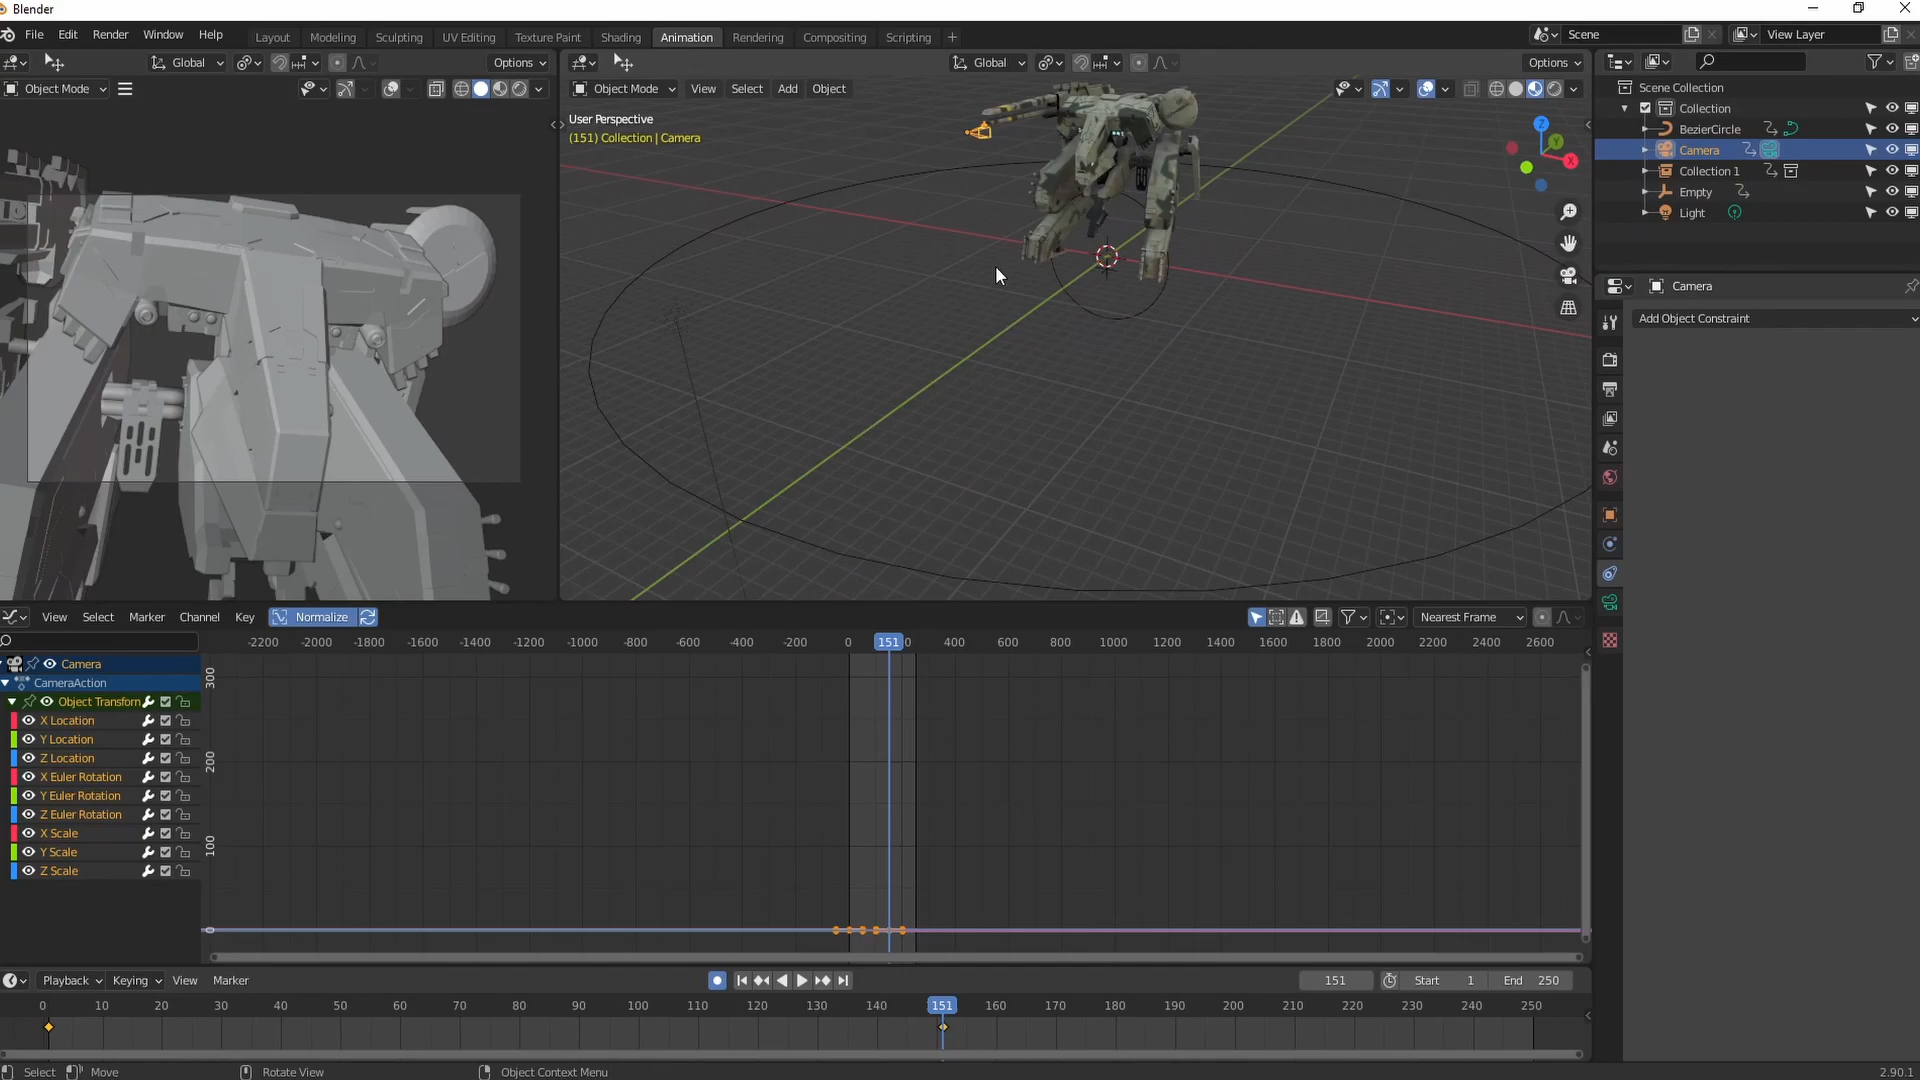 Blender
File Edit Render Window Help Layout Modeling Sculpting UV Editing Texture Paint Shading Animation Rendering Compositing Scripting + Scene View Layer
Global Options Global Options
Object Mode Object Mode View Select Add Object
Scene Collection
Collection
BezierCircle
Camera
Collection 1
Empty
Light
User Perspective
(151) Collection | Camera
Z
Y
X
Camera
Add Object Constraint
View Select Marker Channel Key Normalize Nearest Frame
-2200 -2000 -1800 -1600 -1400 -1200 -1000 -800 -600 -400 -200 0 151 0 400 600 800 1000 1200 1400 1600 1800 2000 2200 2400 2600
Camera
CameraAction
Object Transform
X Location
Y Location
Z Location
X Euler Rotation
Y Euler Rotation
Z Euler Rotation
X Scale
Y Scale
Z Scale
300
200
100
Playback Keying View Marker 151 Start 1 End 250
0 10 20 30 40 50 60 70 80 90 100 110 120 130 140 151 160 170 180 190 200 210 220 230 240 250
Select Move Rotate View Object Context Menu 2.90.1